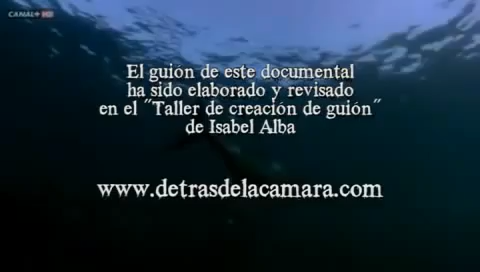 CANAL+ HD
El guión de este documental
ha sido elaborado y revisado
en el "Taller de creación de guión"
de Isabel Alba
www.detrasdelacamara.com